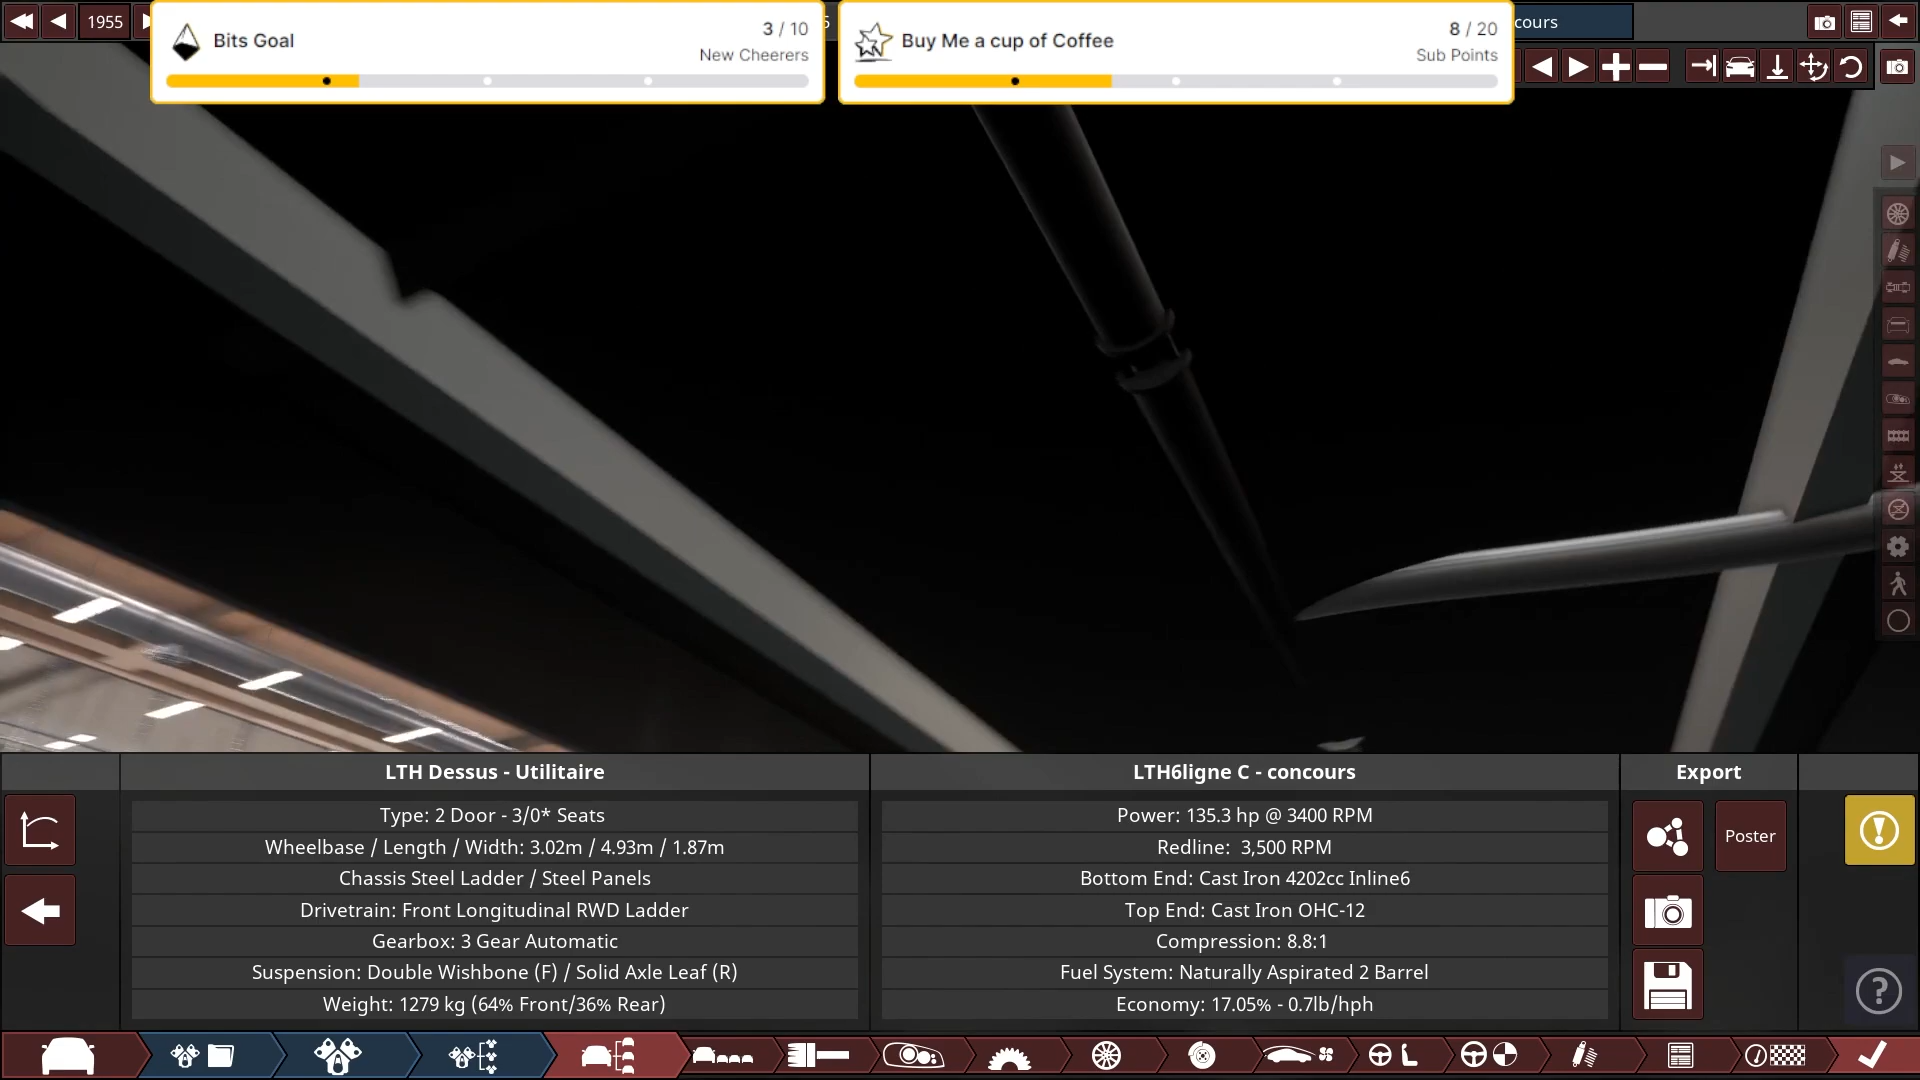 1955
Bits Goal
3 / 10
New Cheerers
Buy Me a cup of Coffee
8 / 20
Sub Points
5
cours
LTH Dessus - Utilitaire
Type: 2 Door - 3/0* Seats
Wheelbase / Length / Width: 3.02m / 4.93m / 1.87m
Chassis Steel Ladder / Steel Panels
Drivetrain: Front Longitudinal RWD Ladder
Gearbox: 3 Gear Automatic
Suspension: Double Wishbone (F) / Solid Axle Leaf (R)
Weight: 1279 kg (64% Front/36% Rear)
LTH6ligne C - concours
Power: 135.3 hp @ 3400 RPM
Redline: 3,500 RPM
Bottom End: Cast Iron 4202cc Inline6
Top End: Cast Iron OHC-12
Compression: 8.8:1
Fuel System: Naturally Aspirated 2 Barrel
Economy: 17.05% - 0.7lb/hph
Export
Poster